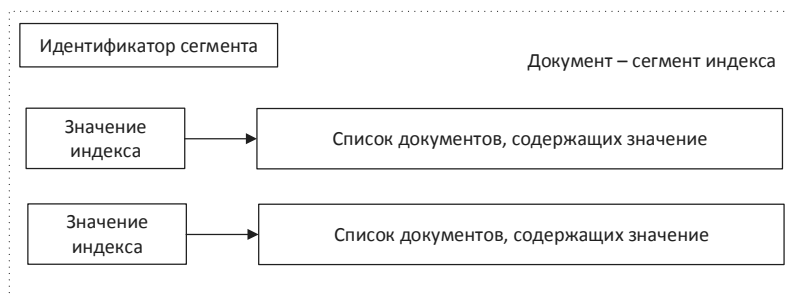 Идентификатор сегмента
Документ – сегмент индекса
Значение
индекса
Список документов, содержащих значение
Значение
индекса
Список документов, содержащих значение